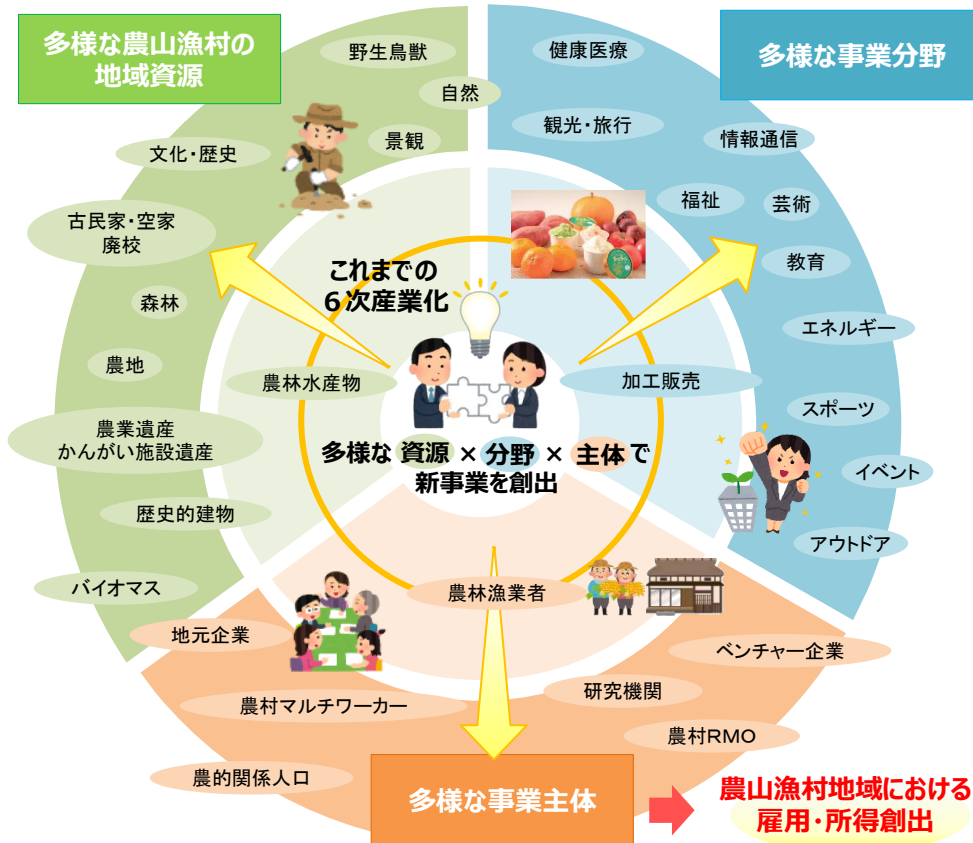 多様な農山漁村の
地域資源
野生鳥獣
自然
景観
文化・歴史
古民家・空家
廃校
森林
農地
農業遺産
かんがい施設遺産
歴史的建物
バイオマス
多様な事業分野
健康医療
観光・旅行
情報通信
福祉
芸術
教育
エネルギー
スポーツ
イベント
アウトドア
これまでの
６次産業化
農林水産物
加工販売
農林漁業者
多様な 資源 × 分野 × 主体で
新事業を創出
地元企業
農村マルチワーカー
農的関係人口
ベンチャー企業
研究機関
農村RMO
多様な事業主体
農山漁村地域における
雇用・所得創出